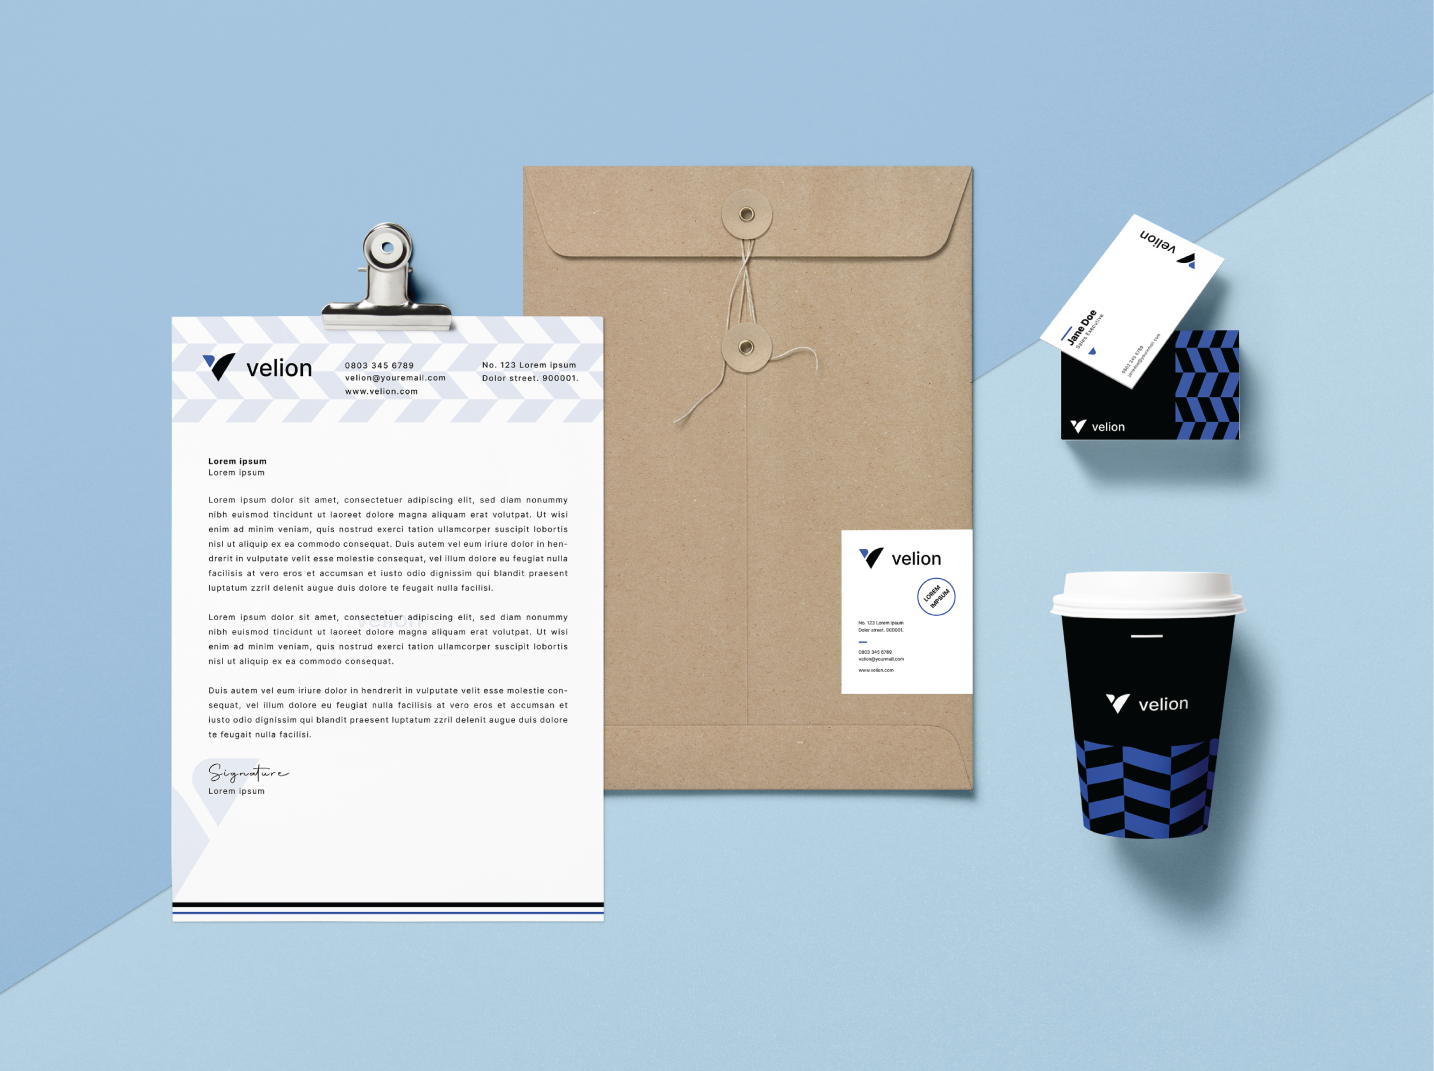 velion
0803 345 6789
velion@youremail.com
www.velion.com
No. 123 Lorem ipsum
Dolor street. 900001.
Lorem ipsum
Lorem ipsum
Lorem ipsum dolor sit amet, consectetuer adipiscing elit, sed diam nonummy
nibh euismod tincidunt ut laoreet dolore magna aliquam erat volutpat. Ut wisi
enim ad minim veniam, quis nostrud exerci tation ullamcorper suscipit lobortis
nisl ut aliquip ex ea commodo consequat. Duis autem vel eum iriure dolor in hen-
drerit in vulputate velit esse molestie consequat, vel illum dolore eu feugiat nulla
facilisis at vero eros et accumsan et iusto odio dignissim qui blandit praesent
luptatum zzril delenit augue duis dolore te feugait nulla facilisi.
velion
Lorem ipsum dolor sit amet, consectetuer adipiscing elit, sed diam nonummy
nibh euismod tincidunt ut laoreet dolore magna aliquam erat volutpat. Ut wisi
enim ad minim veniam, quis nostrud exerci tation ullamcorper suscipit lobortis
nisl ut aliquip ex ea commodo consequat.
Duis autem vel eum iriure dolor in hendrerit in vulputate velit esse molestie con-
sequat, vel illum dolore eu feugiat nulla facilisis at vero eros et accumsan et
iusto odio dignissim qui blandit praesent luptatum zzril delenit augue duis dolore
te feugait nulla facilisi.
Signature
Lorem ipsum
velion
LOREM
IMPSUM
No. 123 Lorem ipsum
Dolor street. 900001.
0803 345 6789
velion@yourmail.com
www.velion.com
velion
Jane Doe
Sales Executive
0803 345 6789
janedoe@youremail.com
velion
velion